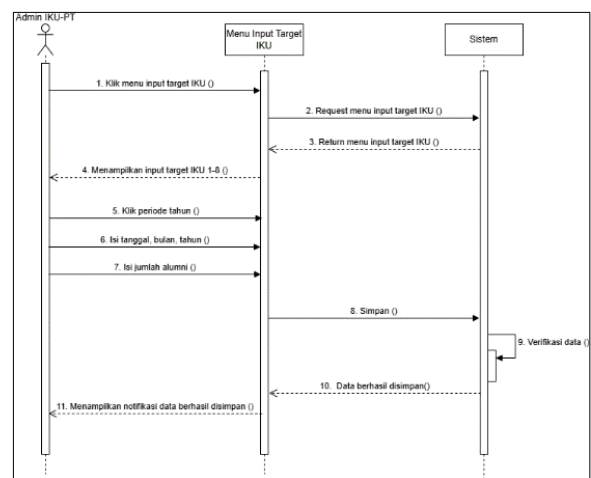 Admin IKU-PT
Menu Input Target
IKU
Sistem
1. Klik menu input target IKU ()
2. Request menu input target IKU ()
3. Return menu input target IKU ()
4. Menampilkan input target IKU 1-8 ()
5. Klik periode tahun ()
6. Isi tanggal, bulan, tahun ()
7. Isi jumlah alumni ()
8. Simpan ()
9. Verifikasi data ()
10. Data berhasil disimpan()
11. Menampilkan notifikasi data berhasil disimpan ()